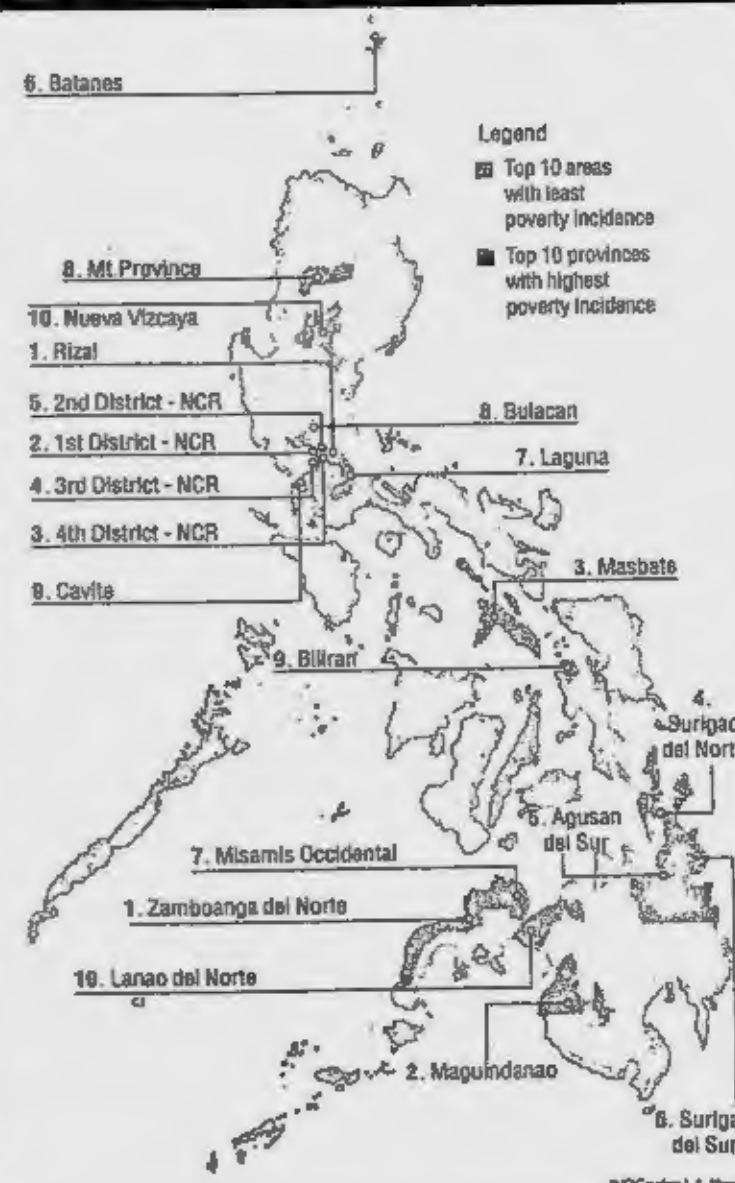 6. Batanes
Legend
Top 10 areas
with least
poverty incidence
Top 10 provinces
with highest
poverty incidence
8. Mt Province
10. Nueva Vizcaya
1. Rizal
5. 2nd District - NCR
8. Bulacan
2. 1st District - NCR
7. Laguna
4. 3rd District - NCR
3. 4th District - NCR
3. Masbate
9. Cavite
9. Biliran
4.
Surigao
del Norte
5. Agusan
del Sur
7. Misamis Occidental
1. Zamboanga del Norte
10. Lanao del Norte
2. Maguindanao
6. Suriga
del Sur